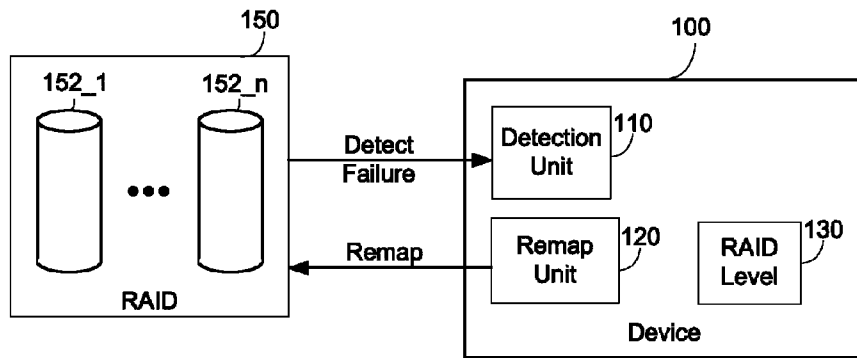 150
100
152_1
152_n
Detect
Failure
Detection
Unit
110
Remap
Remap
Unit
120
RAID
Level
130
RAID
Device